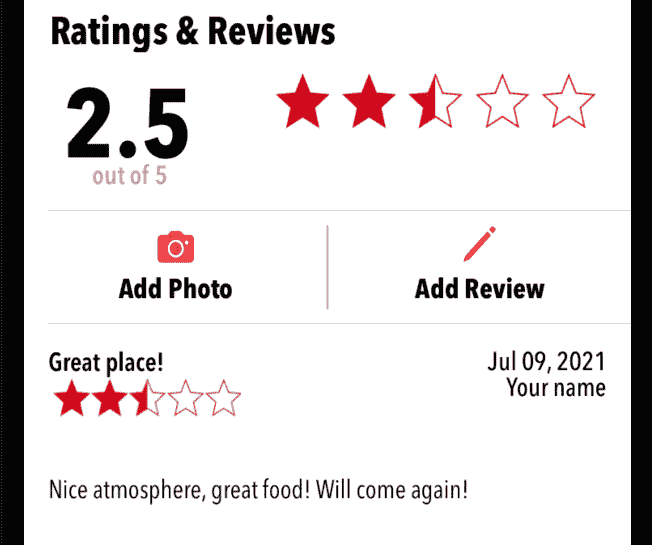 Ratings & Reviews
2.5
out of 5
Add Photo
Add Review
Great place!
Jul 09, 2021
Your name
Nice atmosphere, great food! Will come again!